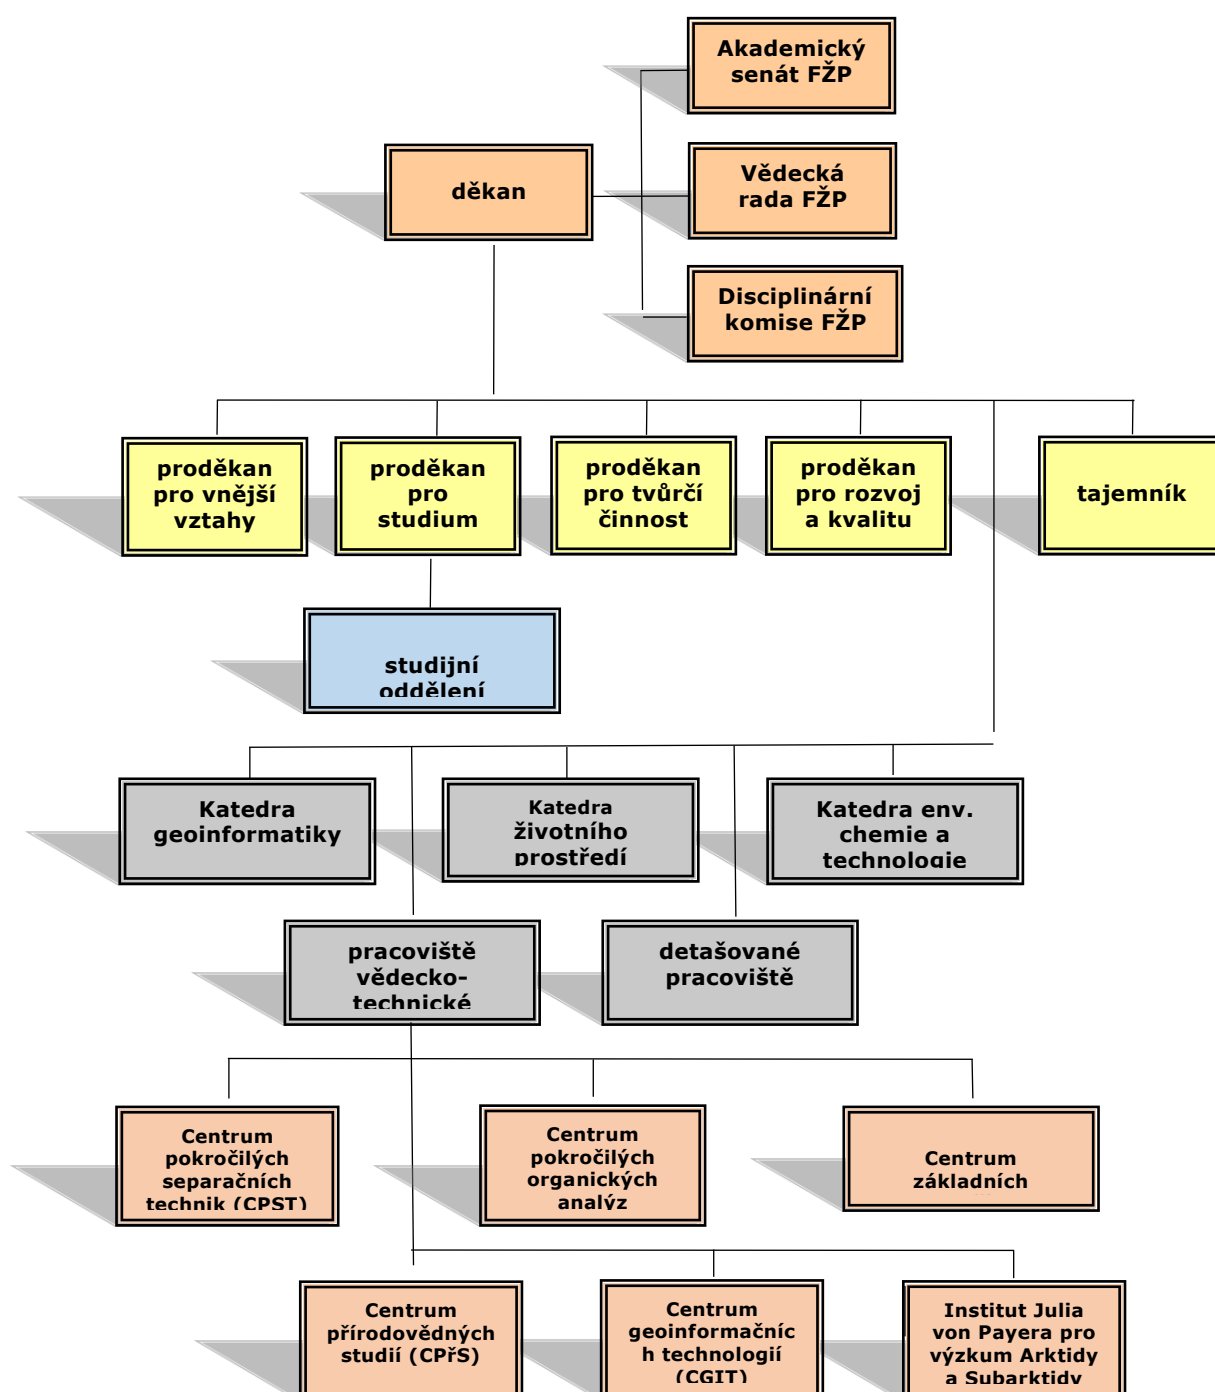 Akademický
senát FŽP
děkan
Vědecká
rada FŽP
Disciplinární
komise FŽP
proděkan
pro vnější
vztahy
proděkan
pro
studium
proděkan
pro tvůrčí
činnost
proděkan
pro rozvoj
a kvalitu
tajemník
studijní
oddělení
Katedra
geoinformatiky
Katedra
životního
prostředí
Katedra env.
chemie a
technologie
pracoviště
vědecko-
technické
detašované
pracoviště
Centrum
pokročilých
separačních
technik (CPST)
Centrum
pokročilých
organických
analýz
Centrum
základních
Centrum
přírodovědných
studií (CPřS)
Centrum
geoinformačníc
h technologií
(CGIT)
Institut Julia
von Payera pro
výzkum Arktidy
a Subarktidy